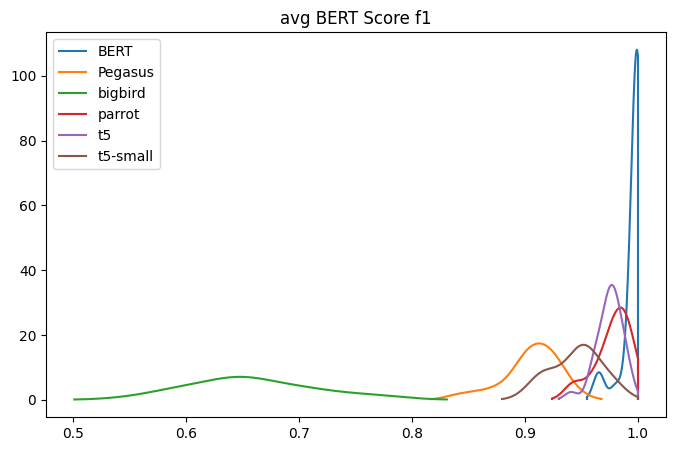 avg BERT Score f1
BERT
Pegasus
bigbird
parrot
t5
t5-small
100
80
60
40
20
0
0.5 0.6 0.7 0.8 0.9 1.0